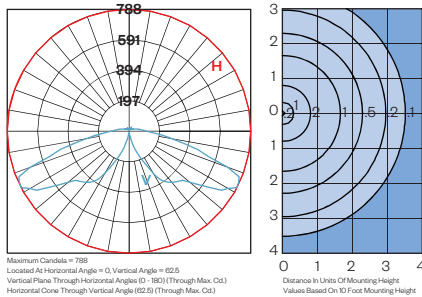 788
591
394
197
H
V
Maximum Candela = 788
Located At Horizontal Angle = 0, Vertical Angle = 62.5
Vertical Plane Through Horizontal Angles (0 - 180) (Through Max. Cd.)
Horizontal Cone Through Vertical Angle (62.5) (Through Max. Cd.)
3
2
1
0
1
2
3
4
.2 1 2 .1 .5 .2 .1
0 1 2 3 4
Distance In Units Of Mounting Height
Values Based On 10 Foot Mounting Height